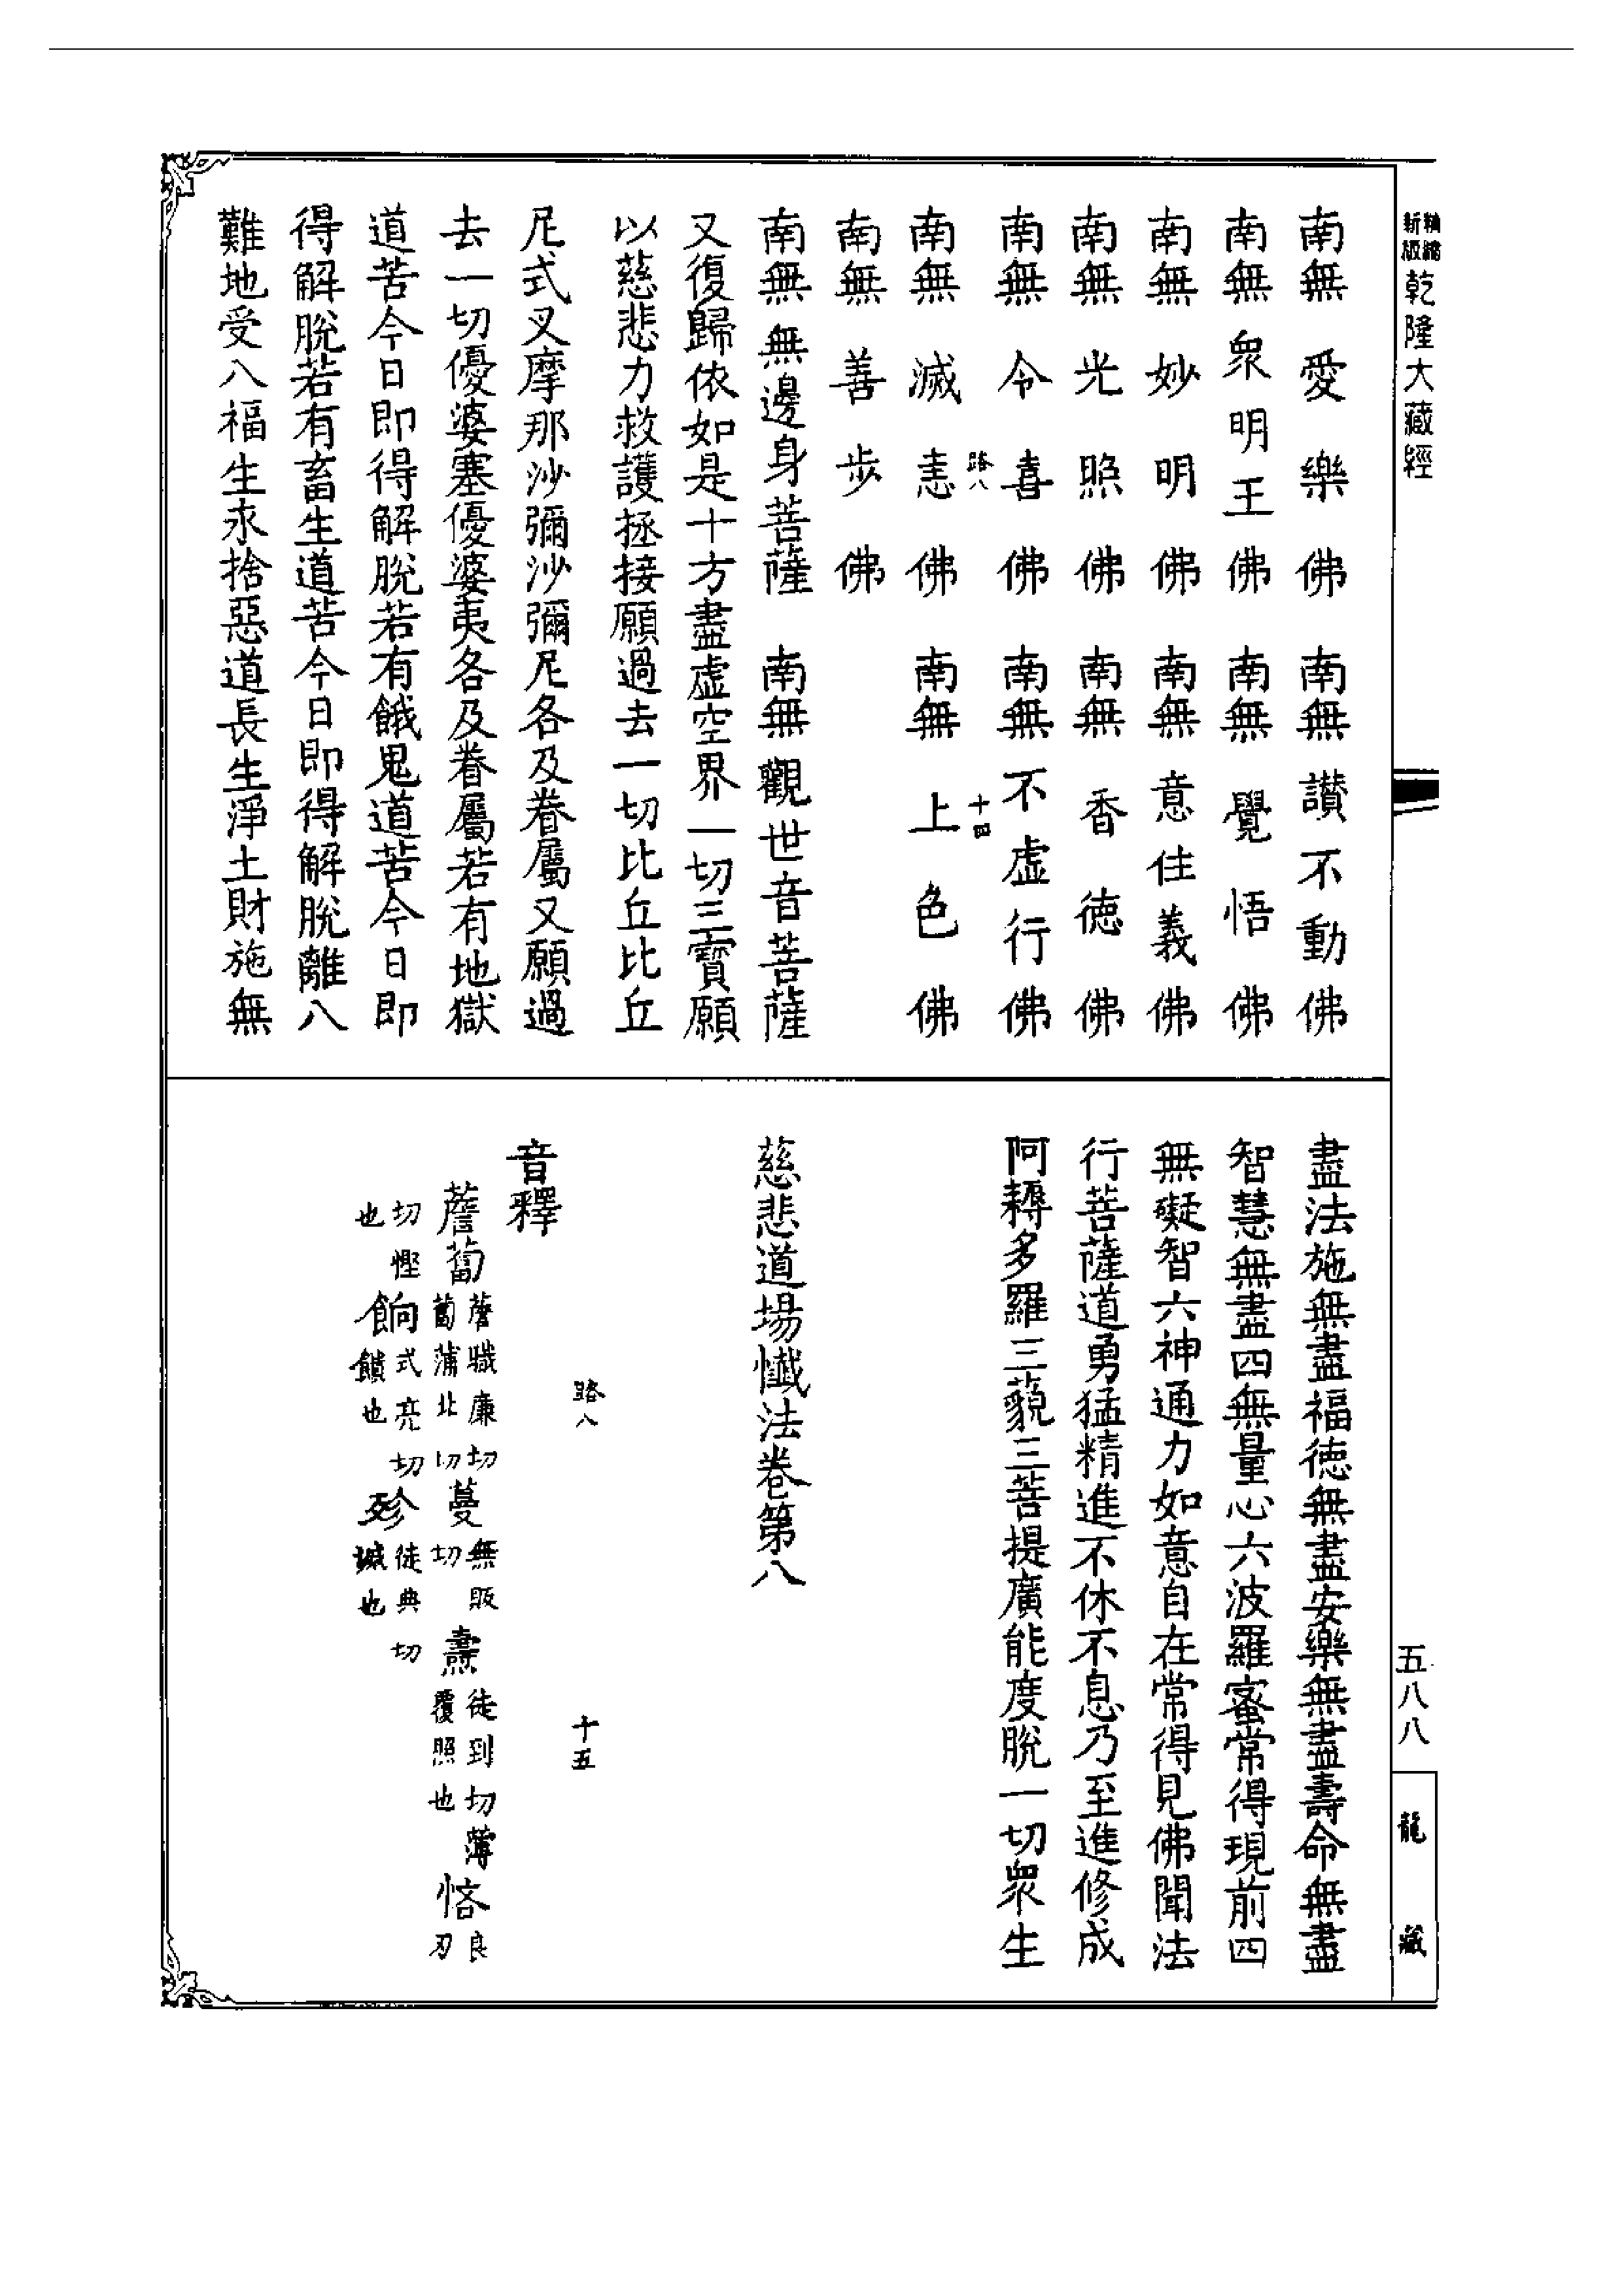 新版精縮乾隆大藏經
南無愛樂佛 南無讚不動佛
南無眾明王佛 南無覺悟佛
南無妙明佛 南無意住義佛
南無光照佛 南無香德佛
南無令喜佛 南無不虛行佛
路八 十四
南無滅恚佛 南無上色佛
南無善步佛
南無無邊身菩薩 南無觀世音菩薩
又復歸依如是十方盡虛空界一切三寶願
以慈悲力救護拯接願過去一切比丘比丘
尼式叉摩那沙彌沙彌尼各及眷屬又願過
去一切優婆塞優婆夷各及眷屬若有地獄
道苦今日即得解脫若有餓鬼道苦今日即
得解脫若有畜生道苦今日即得解脫離八
難地受八福生永捨惡道長生淨土財施無
盡法施無盡福德無盡安樂無盡壽命無盡
智慧無盡四無量心六波羅蜜常得現前四
無礙智六神通力如意自在常得見佛聞法
行菩薩道勇猛精進不休不息乃至進修成
阿耨多羅三藐三菩提廣能度脫一切眾生
慈悲道場懺法卷第八
路八 十五
音釋
薝蔔薝職廉切蔔蒲北切蔓無販切燾徒到切覆照也悋良刃
切慳也餉式亮切饋也殄徒典切滅也
五八八
龍藏